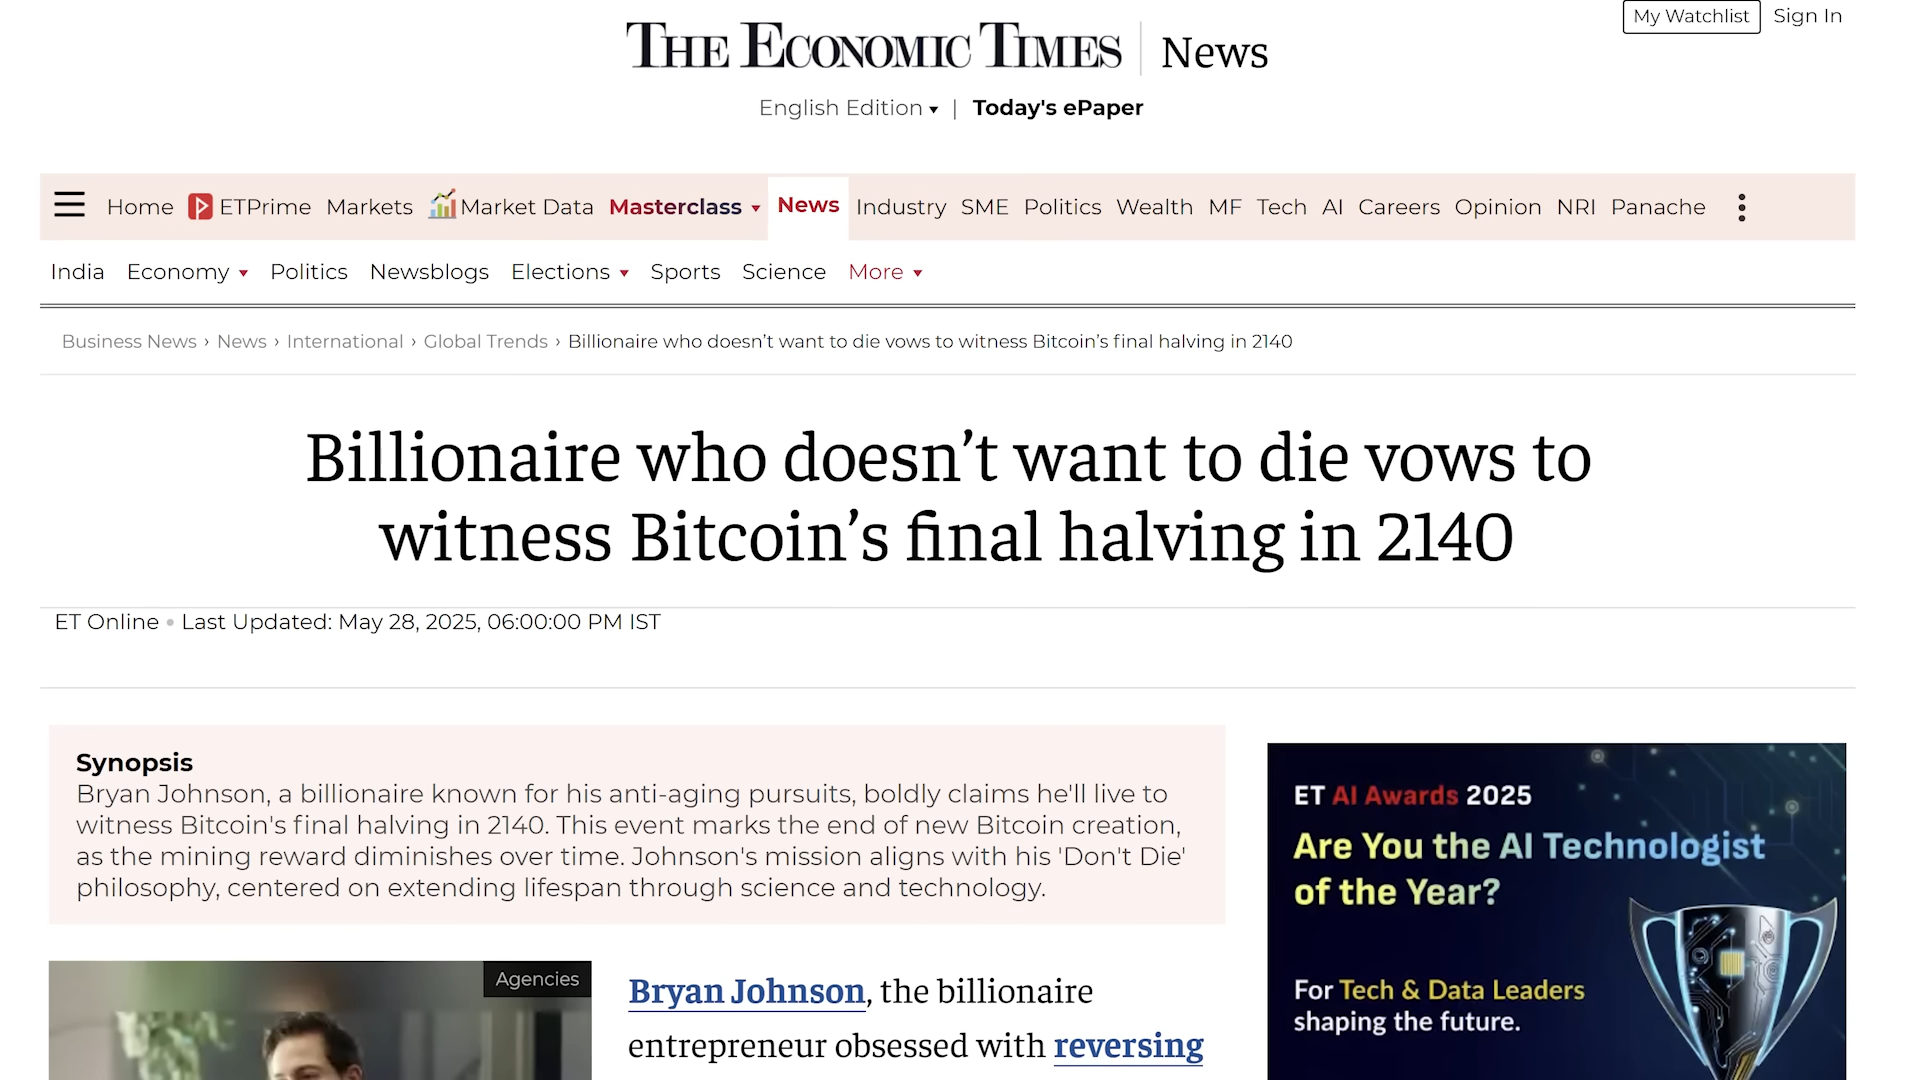 My Watchlist Sign In
THE ECONOMIC TIMES News
English Edition | Today's ePaper
Home ETPrime Markets Market Data Masterclass News Industry SME Politics Wealth MF Tech AI Careers Opinion NRI Panache
India Economy Politics Newsblogs Elections Sports Science More
Business News › News › International › Global Trends › Billionaire who doesn’t want to die vows to witness Bitcoin’s final halving in 2140
Billionaire who doesn’t want to die vows to
witness Bitcoin’s final halving in 2140
ET Online • Last Updated: May 28, 2025, 06:00:00 PM IST
Synopsis
Bryan Johnson, a billionaire known for his anti-aging pursuits, boldly claims he'll live to
witness Bitcoin's final halving in 2140. This event marks the end of new Bitcoin creation,
as the mining reward diminishes over time. Johnson's mission aligns with his 'Don't Die'
philosophy, centered on extending lifespan through science and technology.
Agencies
Bryan Johnson, the billionaire
entrepreneur obsessed with reversing
ET AI Awards 2025
Are You the AI Technologist
of the Year?
For Tech & Data Leaders
shaping the future.